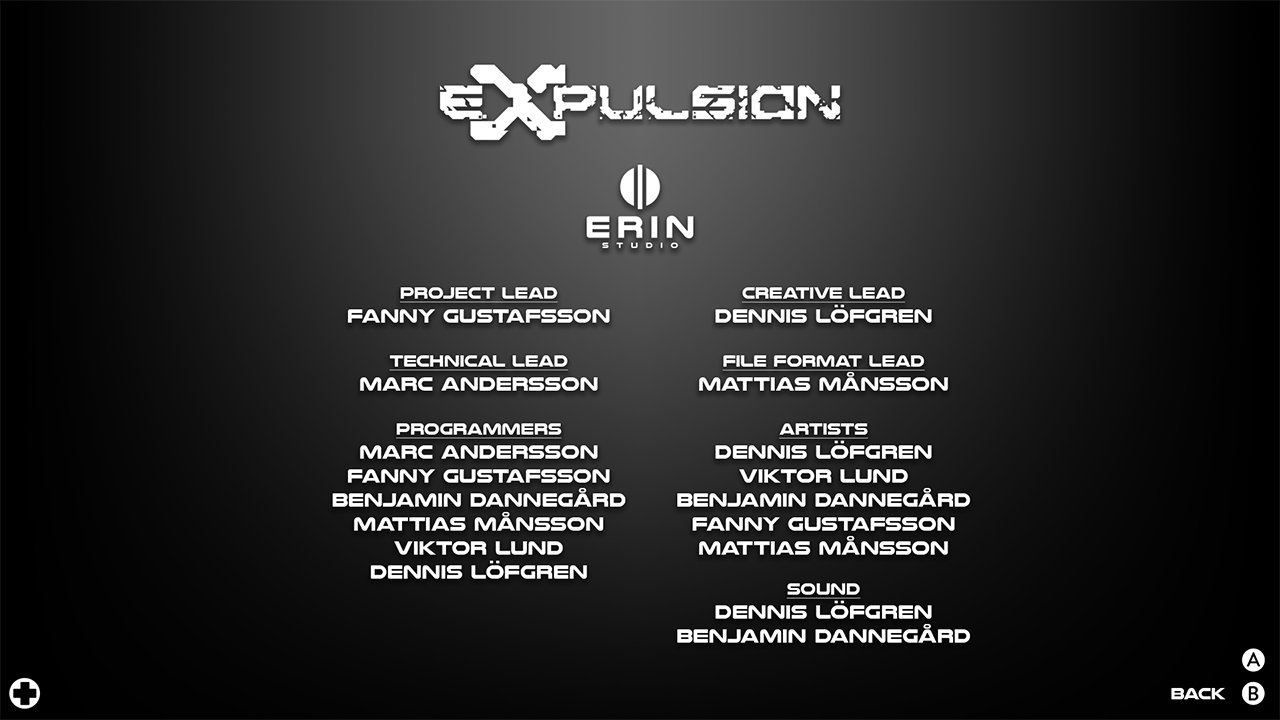 EXPULSION
ERIN
STUDIO
PROJECT LEAD
FANNY GUSTAFSSON
TECHNICAL LEAD
MARC ANDERSSON
PROGRAMMERS
MARC ANDERSSON
FANNY GUSTAFSSON
BENJAMIN DANNEGÅRD
MATTIAS MÅNSSON
VIKTOR LUND
DENNIS LÖFGREN
CREATIVE LEAD
DENNIS LÖFGREN
FILE FORMAT LEAD
MATTIAS MÅNSSON
ARTISTS
DENNIS LÖFGREN
VIKTOR LUND
BENJAMIN DANNEGÅRD
FANNY GUSTAFSSON
MATTIAS MÅNSSON
SOUND
DENNIS LÖFGREN
BENJAMIN DANNEGÅRD
A
BACK B